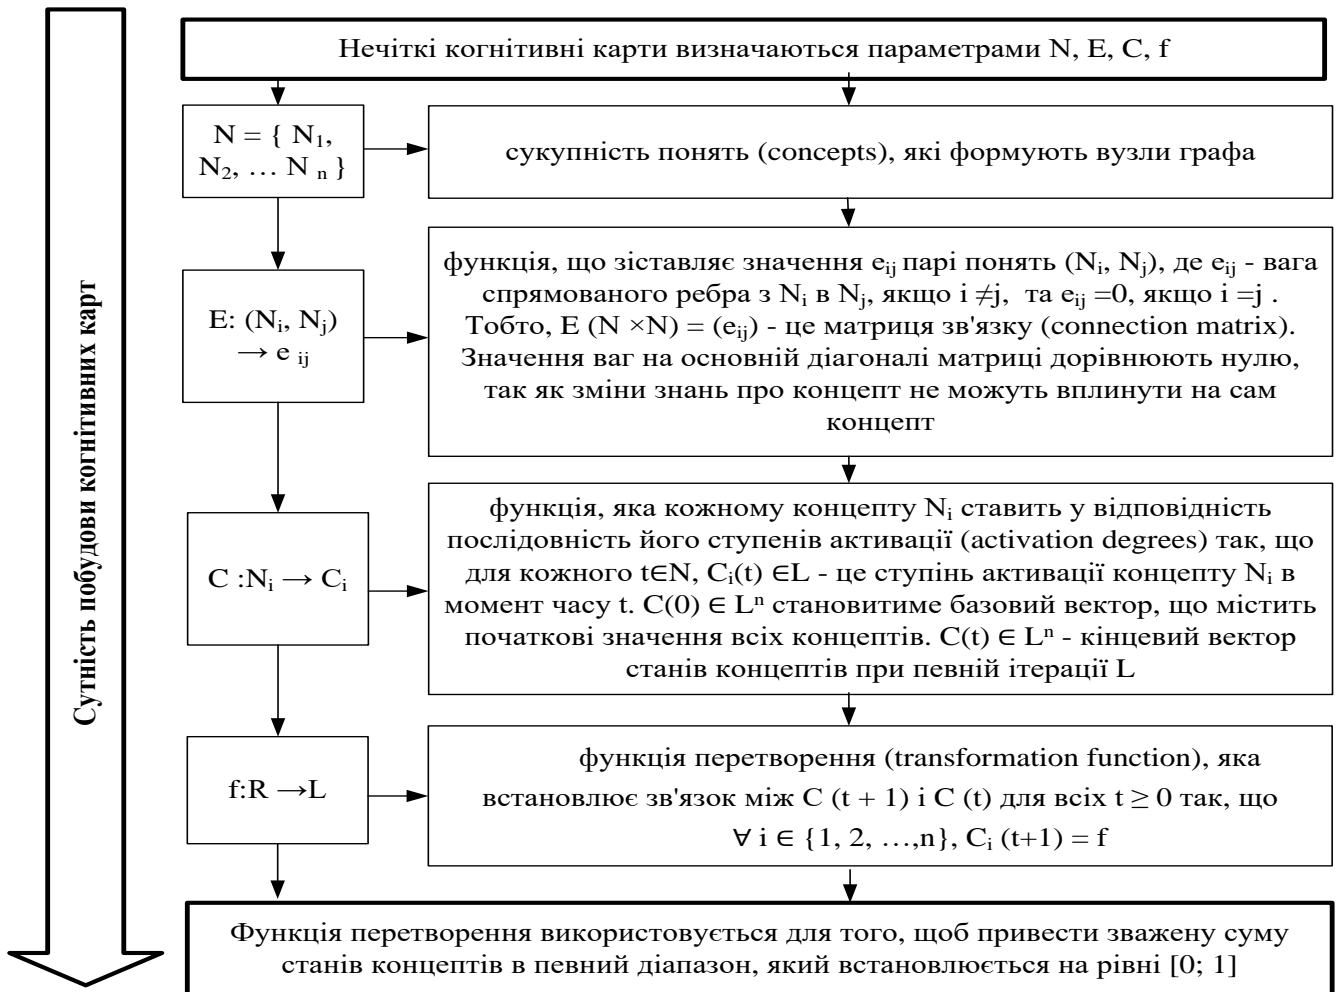 Сутність побудови когнітивних карт
Нечіткі когнітивні карти визначаються параметрами N, E, C, f
N = { N₁,
N₂, … N ₙ }
сукупність понять (concepts), які формують вузли графа
E: (Nᵢ, Nⱼ)
→ e ᵢⱼ
функція, що зіставляє значення eᵢⱼ парі понять (Nᵢ, Nⱼ), де eᵢⱼ - вага
спрямованого ребра з Nᵢ в Nⱼ, якщо i ≠j, та eᵢⱼ =0, якщо i =j .
Тобто, E (N ×N) = (eᵢⱼ) - це матриця зв'язку (connection matrix).
Значення ваг на основній діагоналі матриці дорівнюють нулю,
так як зміни знань про концепт не можуть вплинути на сам
концепт
C :Nᵢ → Cᵢ
функція, яка кожному концепту Nᵢ ставить у відповідність
послідовність його ступенів активації (activation degrees) так, що
для кожного t∈N, Cᵢ(t) ∈L - це ступінь активації концепту Nᵢ в
момент часу t. C(0) ∈ Lⁿ становитиме базовий вектор, що містить
початкові значення всіх концептів. C(t) ∈ Lⁿ - кінцевий вектор
станів концептів при певній ітерації L
f:R →L
функція перетворення (transformation function), яка
встановлює зв'язок між C (t + 1) і C (t) для всіх t ≥ 0 так, що
∀ i ∈ {1, 2, …,n}, Cᵢ (t+1) = f
Функція перетворення використовується для того, щоб привести зважену суму
станів концептів в певний діапазон, який встановлюється на рівні [0; 1]